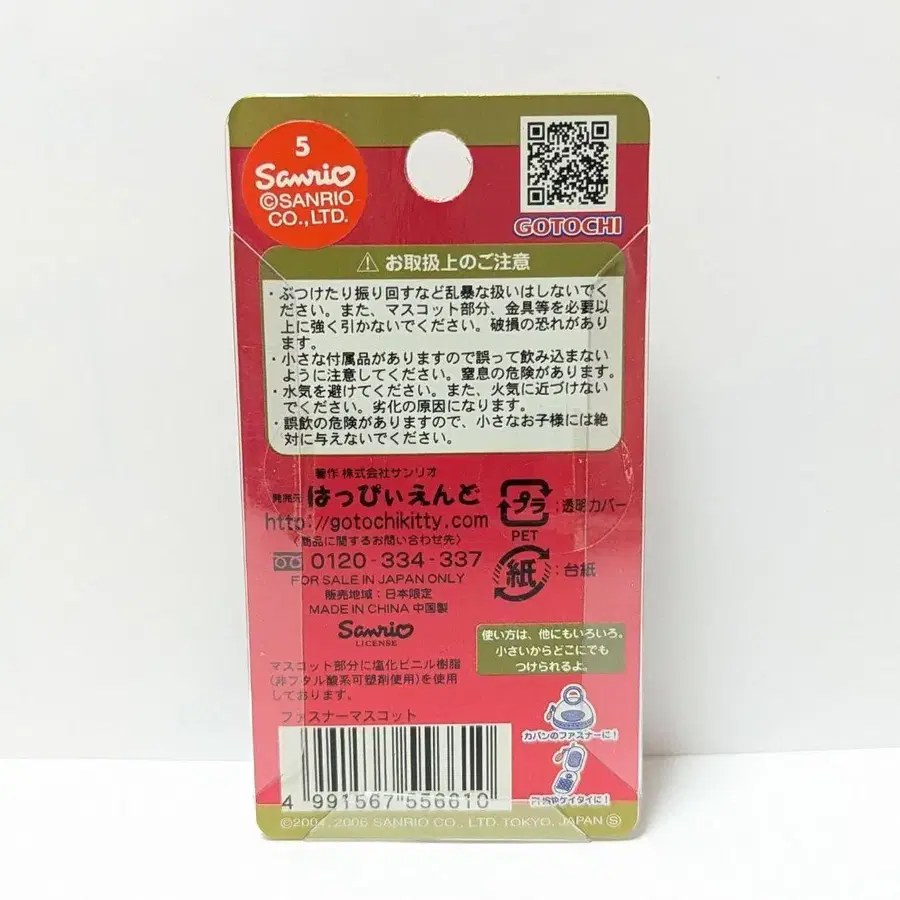 5
Sanrio
©SANRIO
CO.,LTD.
GOTOCHI
⚠ お取扱上のご注意
・ぶつけたり振り回すなど乱暴な扱いはしないでく
ださい。また、マスコット部分、金具等を必要以
上に強く引かないでください。破損の恐れがあり
ます。
・小さな付属品がありますので誤って飲み込まない
ように注意してください。窒息の危険があります。
・水気を避けてください。また、火気に近づけない
でください。劣化の原因になります。
・誤飲の危険がありますので、小さなお子様には絶
対に与えないでください。
著作 株式会社サンリオ
発売元 はっぴぃえんど
http://gotochikitty.com
〈商品に関するお問い合わせ先〉
0120-334-337
FOR SALE IN JAPAN ONLY
販売地域：日本限定
MADE IN CHINA 中国製
Sanrio
LICENSE
プラ：透明カバー
PET
紙：台紙
マスコット部分に塩化ビニル樹脂
(非フタル酸系可塑剤使用)を使用
しております。
ファスナーマスコット
使い方は、他にもいろいろ。
小さいからどこにでも
つけられるよ。
カバンのファスナーに！
ケイタイに！
4 991567 556610
©2004, 2006 SANRIO CO., LTD. TOKYO, JAPAN Ⓢ